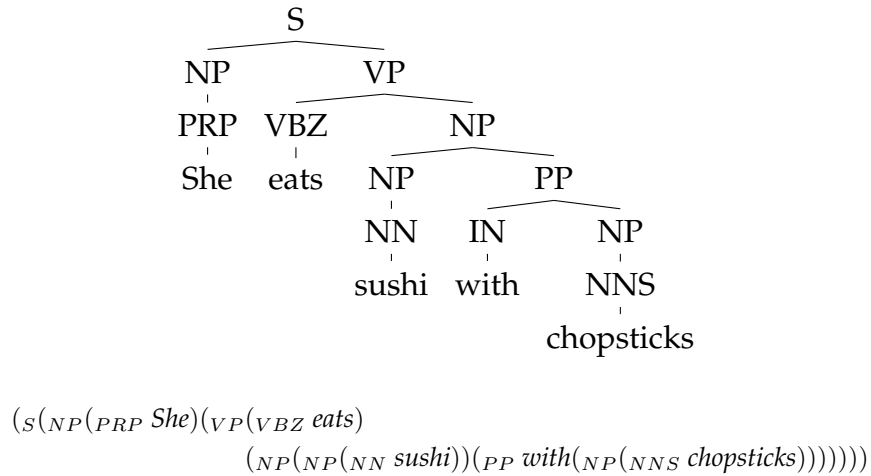 S
NP VP
PRP VBZ NP
She eats NP PP
NN IN NP
sushi with NNS
chopsticks
(S(NP(PRP She)(VP(VBZ eats)
(NP(NP(NN sushi))(PP with(NP(NNS chopsticks)))))))